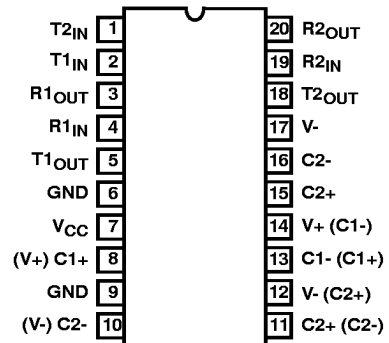 T2IN 1 20 R2OUT
T1IN 2 19 R2IN
R1OUT 3 18 T2OUT
R1IN 4 17 V-
T1OUT 5 16 C2-
GND 6 15 C2+
VCC 7 14 V+ (C1-)
(V+) C1+ 8 13 C1- (C1+)
GND 9 12 V- (C2+)
(V-) C2- 10 11 C2+ (C2-)